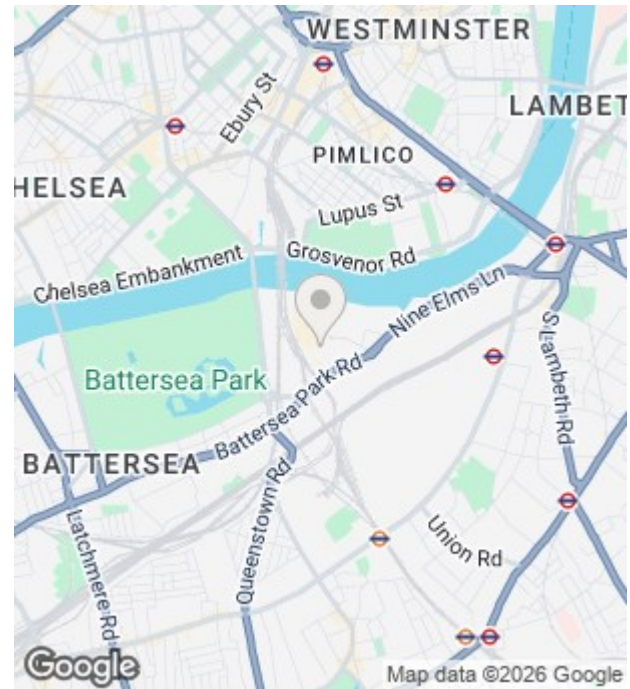 WESTMINSTER
Ebury St
LAMBET
PIMLICO
HELSEA
Lupus St
Grosvenor Rd
Chelsea Embankment
Nine Elms Ln
S Lambeth Rd
Battersea Park
Battersea Park Rd
BATTERSEA
Queenstown Rd
Latchmere Rd
Union Rd
Google
Map data ©2026 Google